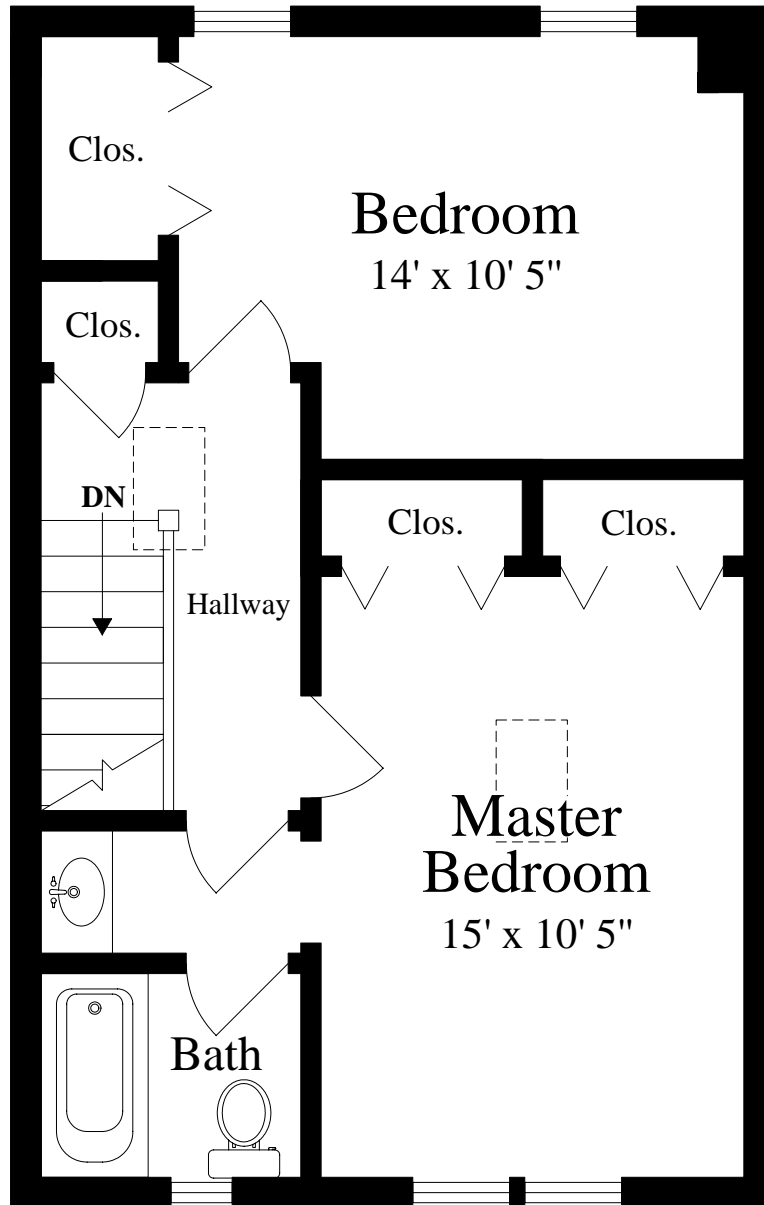 Clos.
Bedroom
14' x 10' 5"
Clos.
DN
Clos.
Clos.
Hallway
Master
Bedroom
15' x 10' 5"
Bath